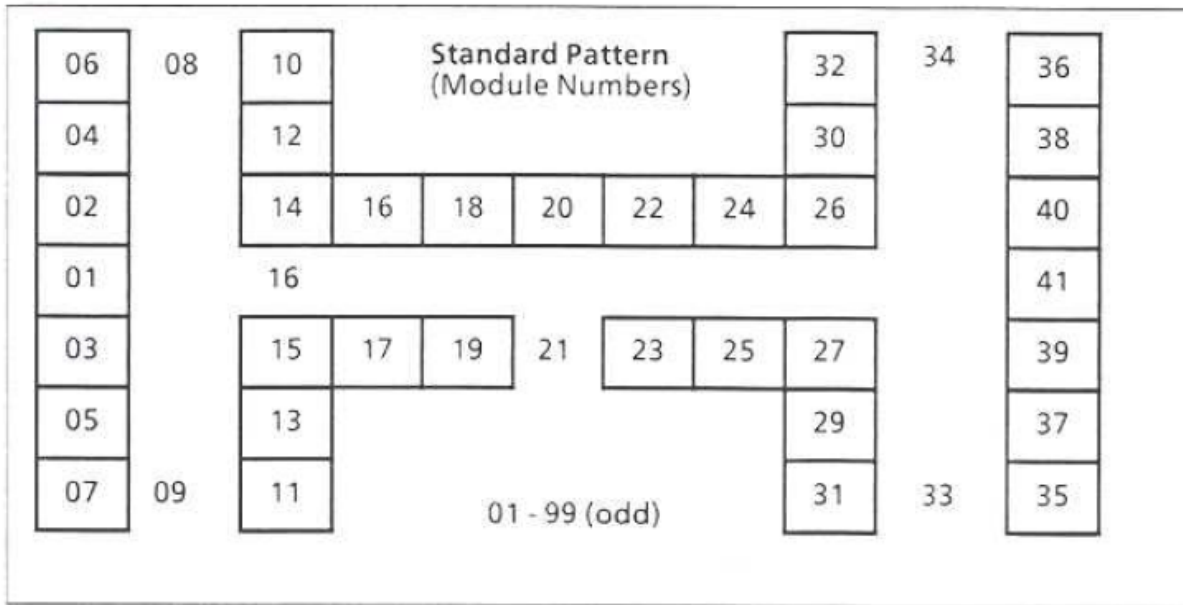 06 08 10 Standard Pattern 32 34 36
(Module Numbers)
04 12 30 38
02 14 16 18 20 22 24 26 40
01 16 41
03 15 17 19 21 23 25 27 39
05 13 29 37
07 09 11 01 - 99 (odd) 31 33 35